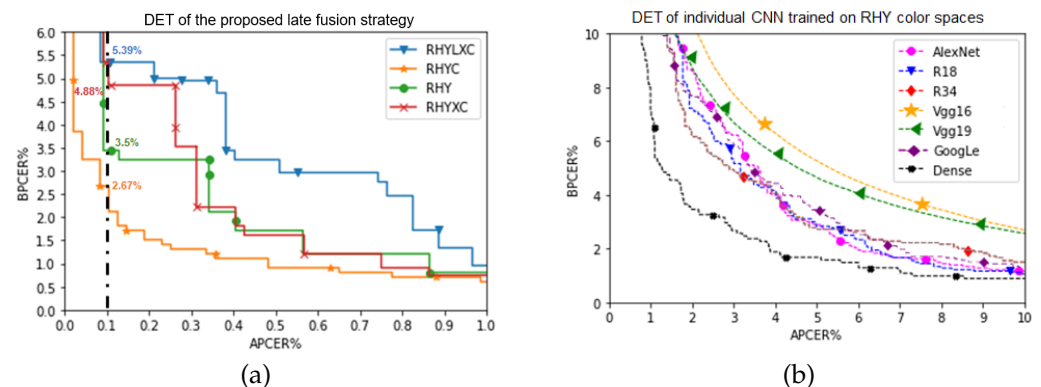 DET of the proposed late fusion strategy
6.0
5.5
5.0
4.5
4.0
3.5
3.0
2.5
2.0
1.5
1.0
0.5
0.0
BPCER%
5.39%
4.88%
3.5%
2.67%
RHYLXC
RHYC
RHY
RHYXC
0.0 0.1 0.2 0.3 0.4 0.5 0.6 0.7 0.8 0.9 1.0
APCER%
(a)
DET of individual CNN trained on RHY color spaces
10
8
6
4
2
0
BPCER%
AlexNet
R18
R34
Vgg16
Vgg19
GoogLe
Dense
0 1 2 3 4 5 6 7 8 9 10
APCER%
(b)